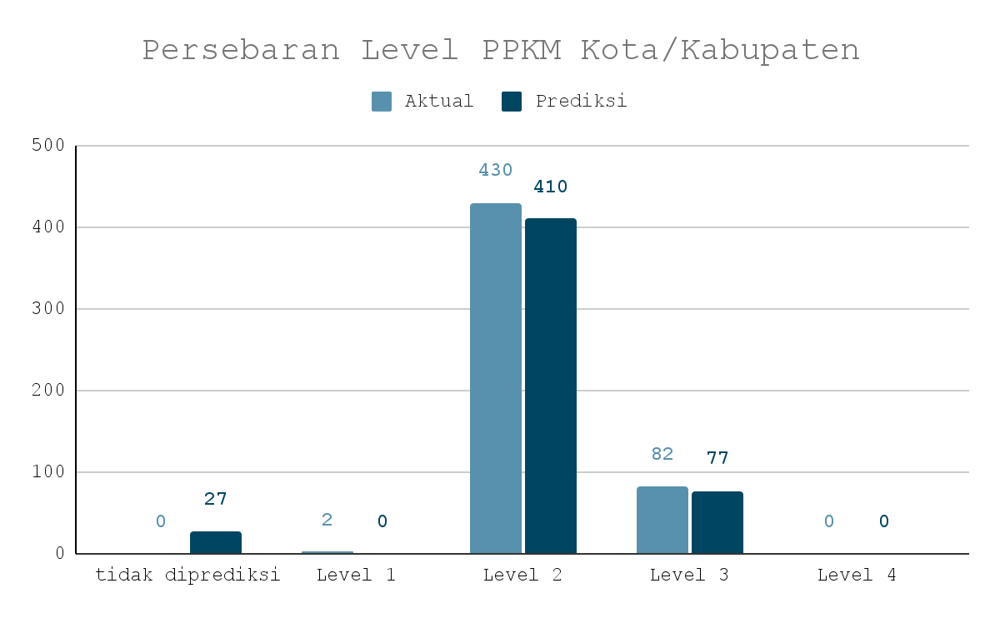 Persebaran Level PPKM Kota/Kabupaten
Aktual Prediksi
500
430
410
400
300
200
82 77
100
27
0 2 0 0 0
0
tidak diprediksi Level 1 Level 2 Level 3 Level 4